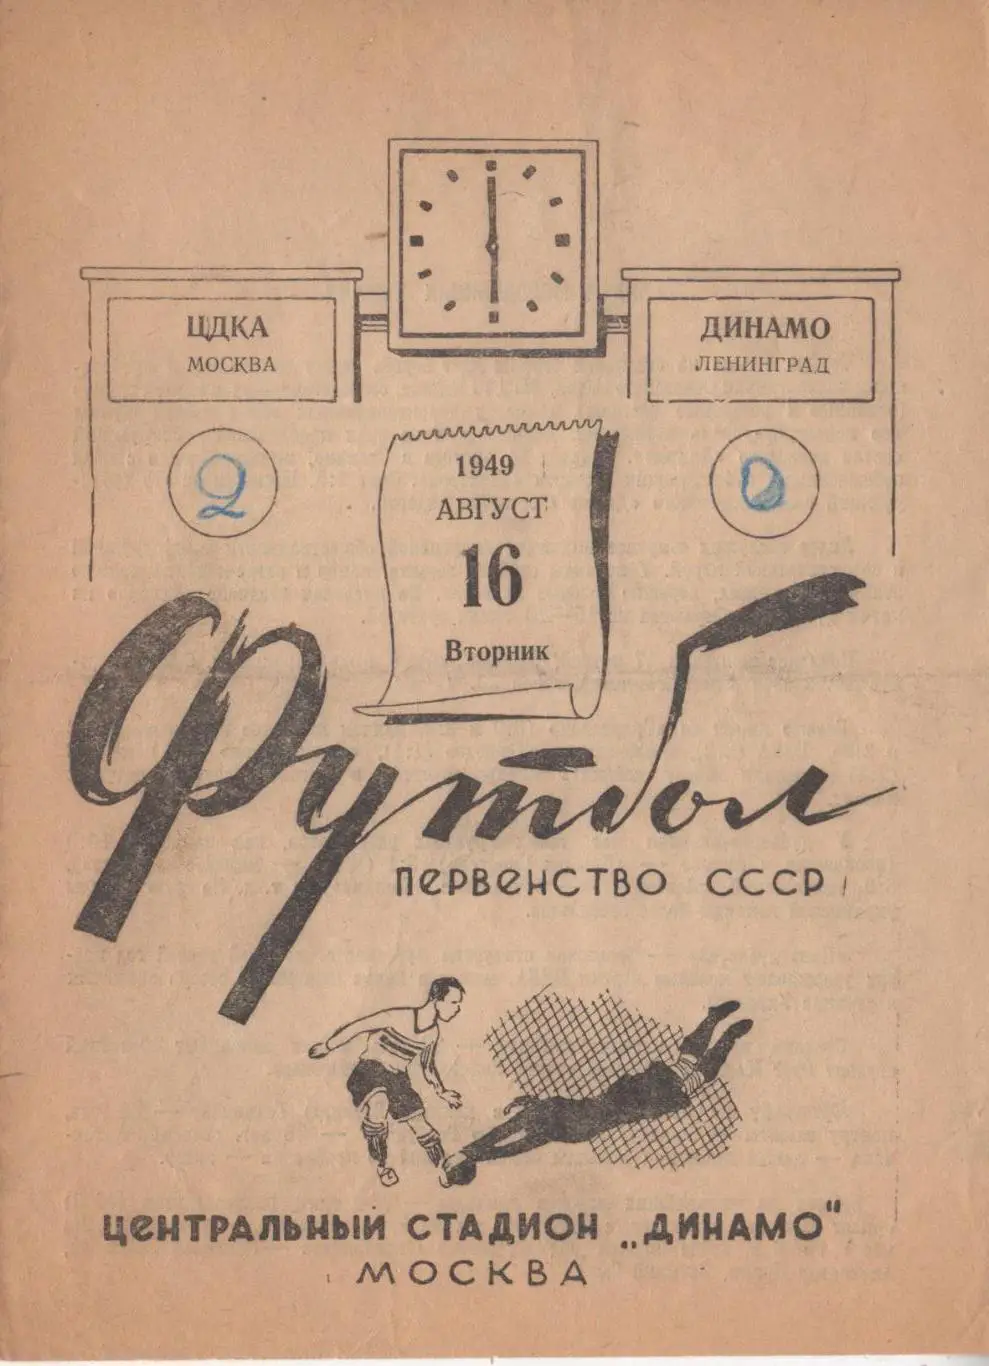 ЦДКА
МОСКВА
ДИНАМО
ЛЕНИНГРАД
2
0
1949
АВГУСТ
16
Вторник
Футбол
ПЕРВЕНСТВО СССР
ЦЕНТРАЛЬНЫЙ СТАДИОН „ДИНАМО"
МОСКВА